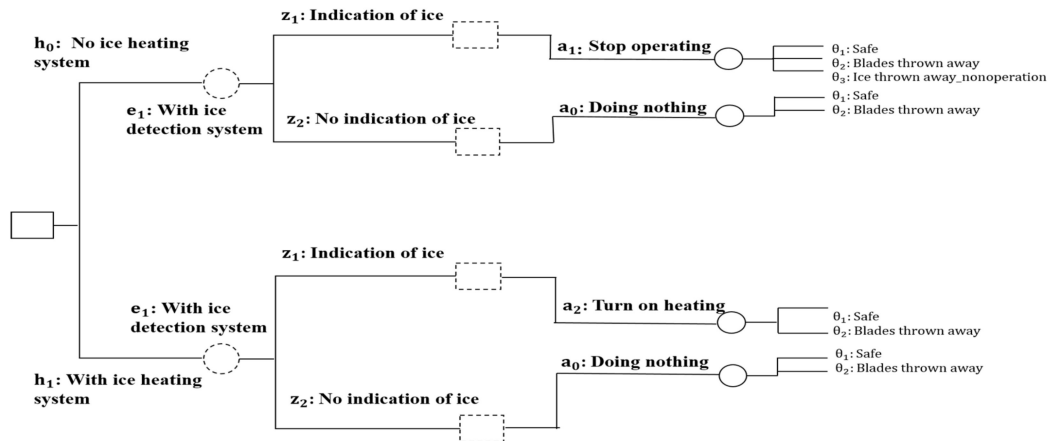 z₁: Indication of ice
h₀: No ice heating
system
a₁: Stop operating
θ₁: Safe
θ₂: Blades thrown away
θ₃: Ice thrown away_nonoperation
e₁: With ice
detection system
z₂: No indication of ice
a₀: Doing nothing
θ₁: Safe
θ₂: Blades thrown away
z₁: Indication of ice
e₁: With ice
detection system
a₂: Turn on heating
θ₁: Safe
θ₂: Blades thrown away
h₁: With ice heating
system
z₂: No indication of ice
a₀: Doing nothing
θ₁: Safe
θ₂: Blades thrown away